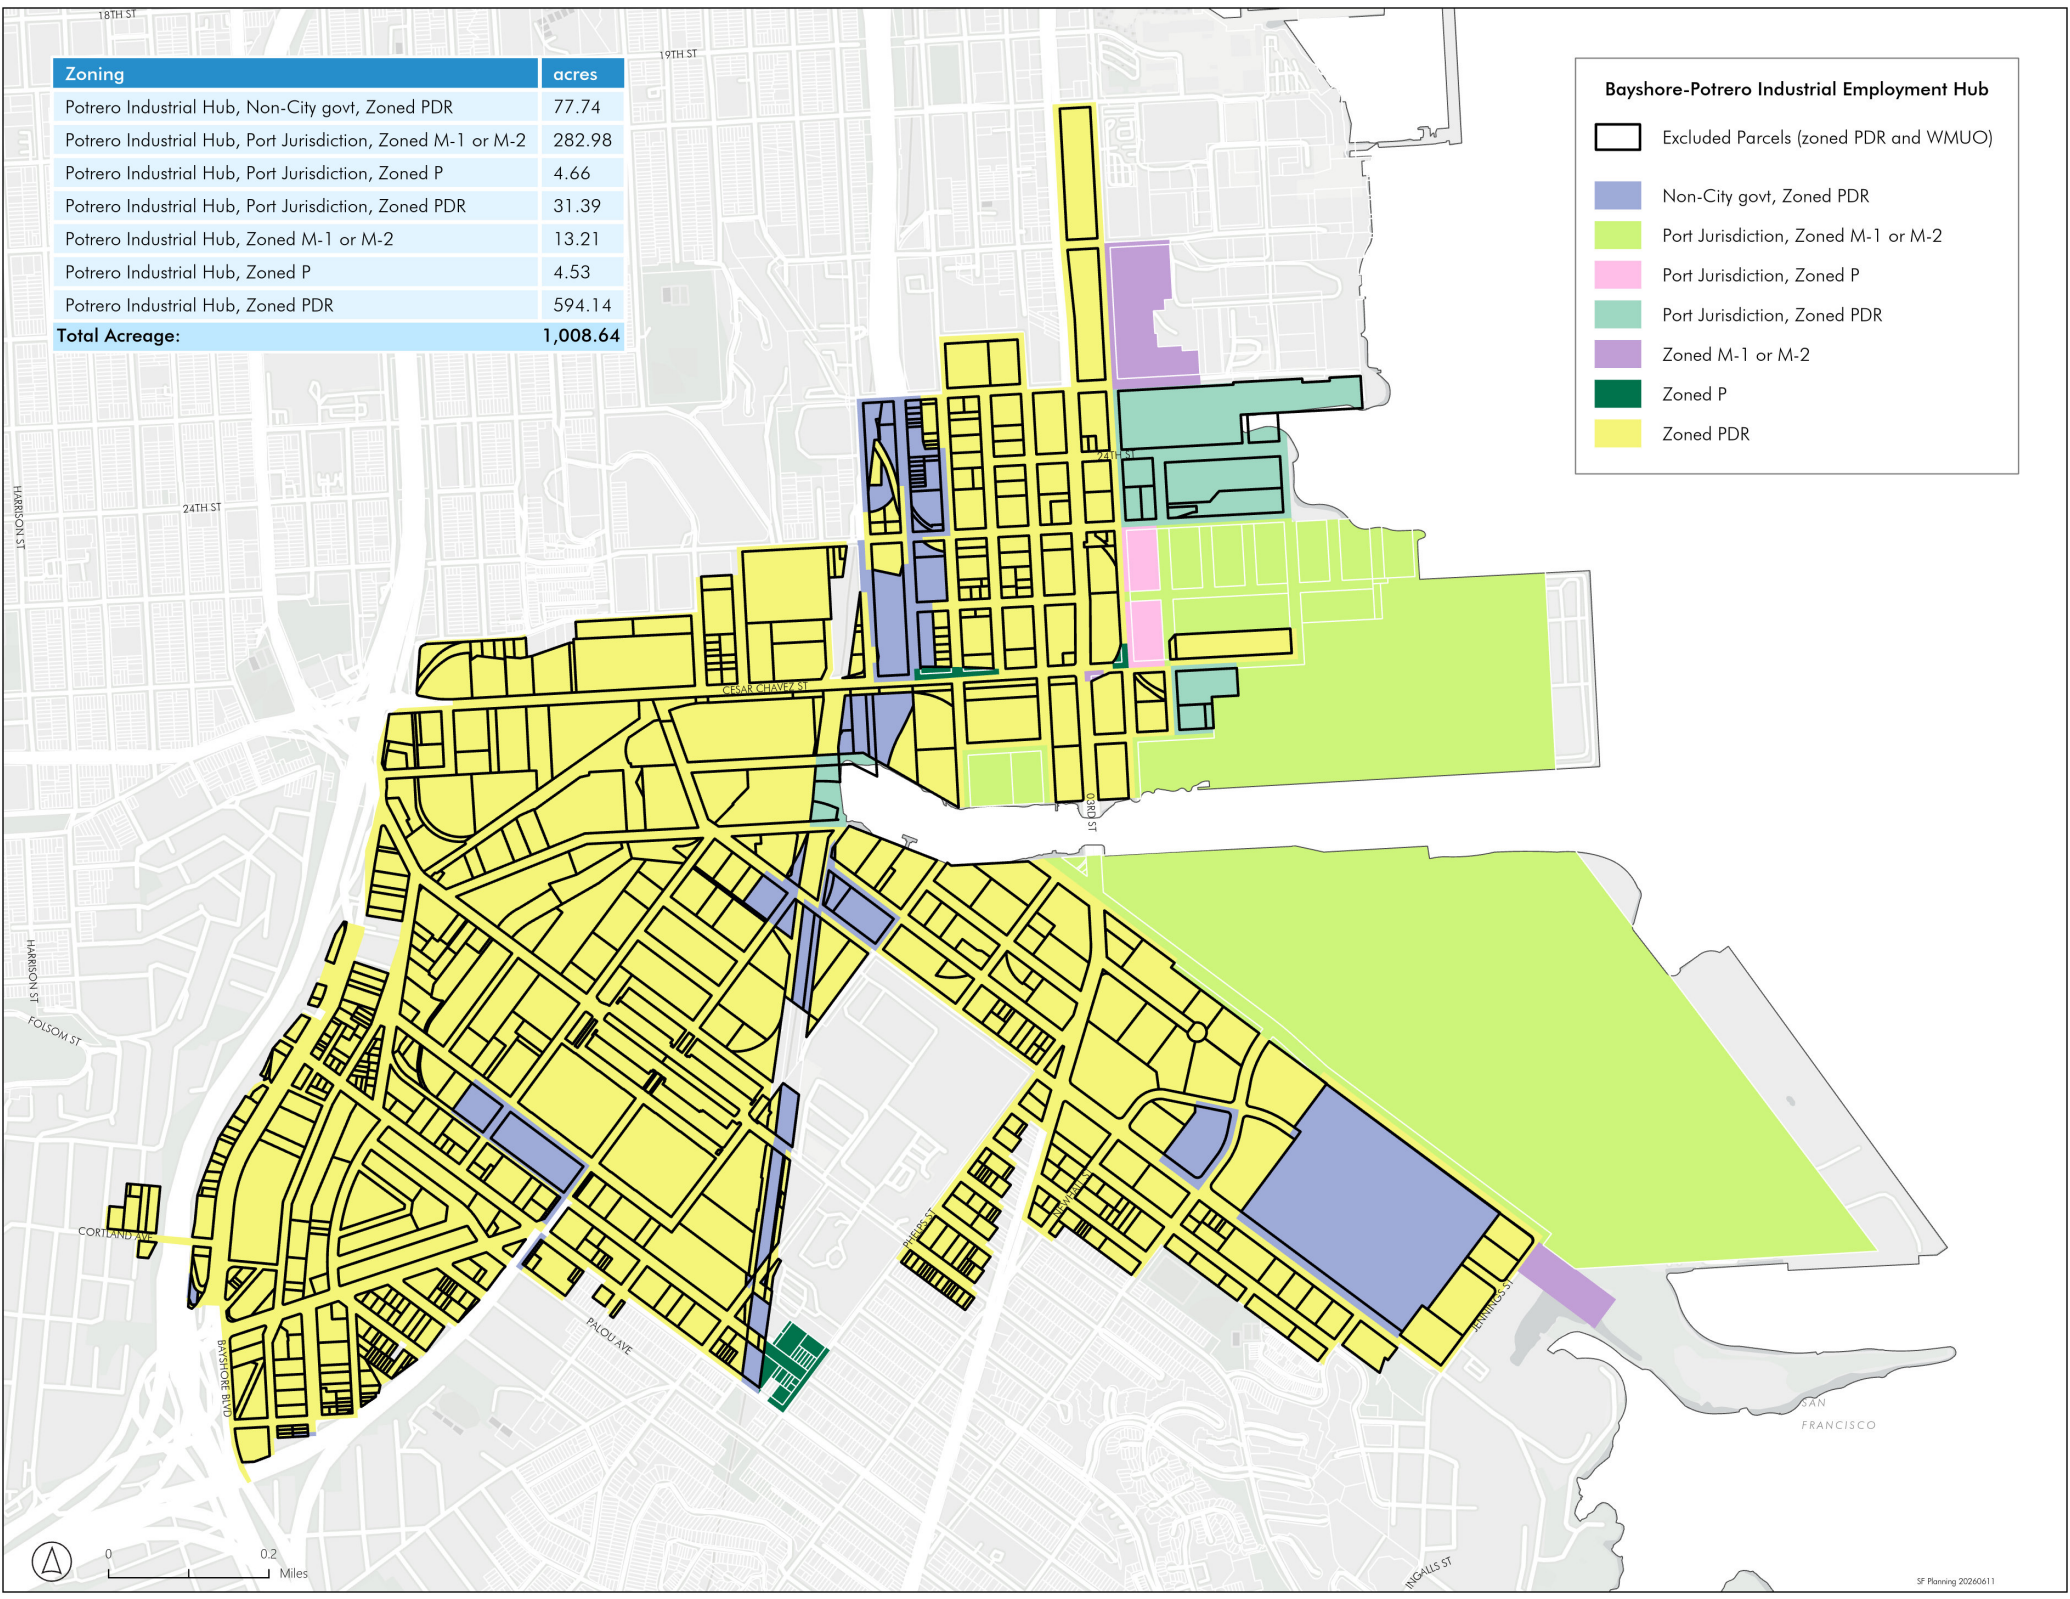 18TH ST
19TH ST
Zoning acres
Potrero Industrial Hub, Non-City govt, Zoned PDR 77.74
Potrero Industrial Hub, Port Jurisdiction, Zoned M-1 or M-2 282.98
Potrero Industrial Hub, Port Jurisdiction, Zoned P 4.66
Potrero Industrial Hub, Port Jurisdiction, Zoned PDR 31.39
Potrero Industrial Hub, Zoned M-1 or M-2 13.21
Potrero Industrial Hub, Zoned P 4.53
Potrero Industrial Hub, Zoned PDR 594.14
Total Acreage: 1,008.64
Bayshore-Potrero Industrial Employment Hub
Excluded Parcels (zoned PDR and WMUO)
Non-City govt, Zoned PDR
Port Jurisdiction, Zoned M-1 or M-2
Port Jurisdiction, Zoned P
Port Jurisdiction, Zoned PDR
Zoned M-1 or M-2
Zoned P
Zoned PDR
24TH ST
HARRISON ST
24TH ST
CESAR CHAVEZ ST
03RD ST
HARRISON ST
FOLSOM ST
CORTLAND AVE
PHELPS ST
NEWHALL ST
JENNINGS ST
PALOU AVE
BAYSHORE BLVD
SAN
FRANCISCO
INGALLS ST
0 0.2
Miles
SF Planning 20260611